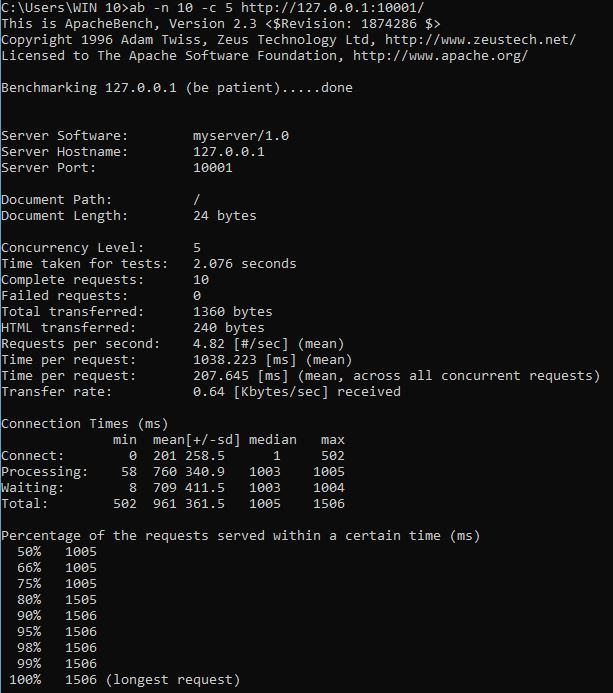 C:\Users\WIN 10>ab -n 10 -c 5 http://127.0.0.1:10001/
This is ApacheBench, Version 2.3 <$Revision: 1874286 $>
Copyright 1996 Adam Twiss, Zeus Technology Ltd, http://www.zeustech.net/
Licensed to The Apache Software Foundation, http://www.apache.org/

Benchmarking 127.0.0.1 (be patient).....done


Server Software:        myserver/1.0
Server Hostname:        127.0.0.1
Server Port:            10001

Document Path:          /
Document Length:        24 bytes

Concurrency Level:      5
Time taken for tests:   2.076 seconds
Complete requests:      10
Failed requests:        0
Total transferred:      1360 bytes
HTML transferred:       240 bytes
Requests per second:    4.82 [#/sec] (mean)
Time per request:       1038.223 [ms] (mean)
Time per request:       207.645 [ms] (mean, across all concurrent requests)
Transfer rate:          0.64 [Kbytes/sec] received

Connection Times (ms)
              min  mean[+/-sd] median   max
Connect:        0  201 258.5      1     502
Processing:    58  760 340.9   1003    1005
Waiting:        8  709 411.5   1003    1004
Total:        502  961 361.5   1005    1506

Percentage of the requests served within a certain time (ms)
  50%   1005
  66%   1005
  75%   1005
  80%   1505
  90%   1506
  95%   1506
  98%   1506
  99%   1506
 100%   1506 (longest request)